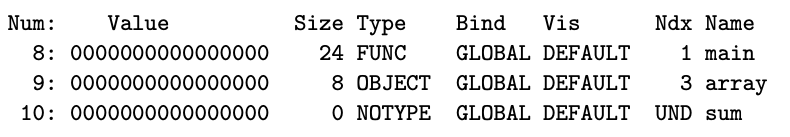 Num: Value Size Type Bind Vis Ndx Name
8: 0000000000000000 24 FUNC GLOBAL DEFAULT 1 main
9: 0000000000000000 8 OBJECT GLOBAL DEFAULT 3 array
10: 0000000000000000 0 NOTYPE GLOBAL DEFAULT UND sum